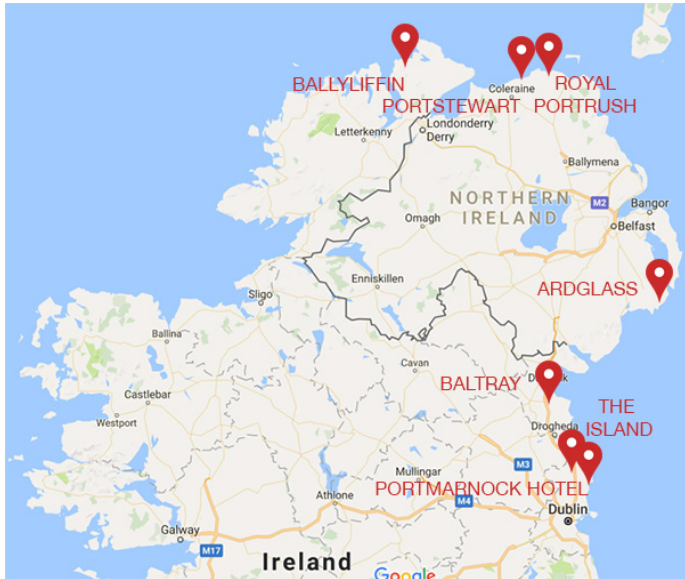 BALLYLIFFIN
ROYAL
PORTRUSH
PORTSTEWART
Coleraine
Londonderry
Derry
Letterkenny
Ballymena
NORTHERN
IRELAND
M2
Bangor
Belfast
Omagh
ARDGLASS
Enniskillen
Sligo
Ballina
Cavan
BALTRAY
THE
ISLAND
Castlebar
Westport
Drogheda
M3
Mullingar
PORTMARNOCK HOTEL
Athlone
M4
Dublin
Galway
M17
Ireland
Google